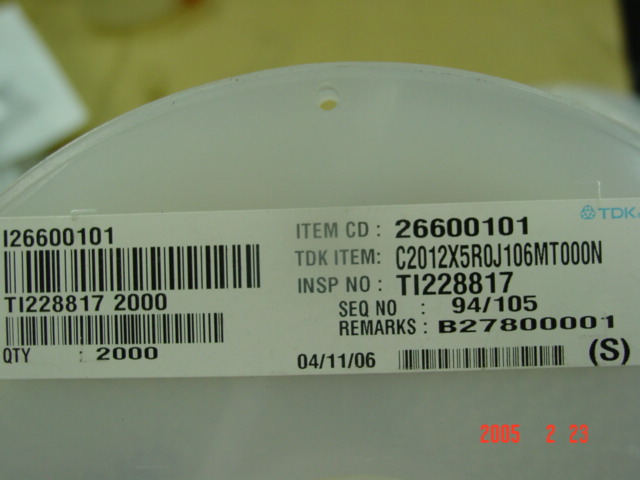 TDK
I26600101
ITEM CD : 26600101
TDK ITEM: C2012X5R0J106MT000N
TI228817 2000
INSP NO : TI228817
SEQ NO : 94/105
REMARKS : B27800001
QTY : 2000
04/11/06
(S)
2005 2 23